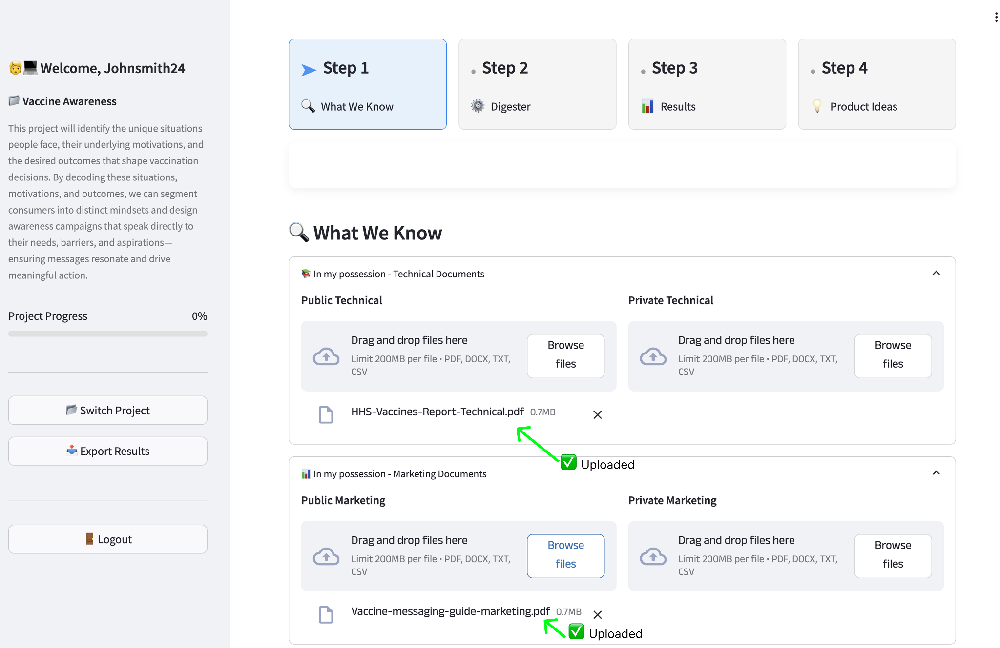 Welcome, Johnsmith24
Vaccine Awareness
This project will identify the unique situations
people face, their underlying motivations, and
the desired outcomes that shape vaccination
decisions. By decoding these situations,
motivations, and outcomes, we can segment
consumers into distinct mindsets and design
awareness campaigns that speak directly to
their needs, barriers, and aspirations—
ensuring messages resonate and drive
meaningful action.
Project Progress 0%
Switch Project
Export Results
Logout
Step 1
What We Know
Step 2
Digester
Step 3
Results
Step 4
Product Ideas
What We Know
In my possession - Technical Documents
Public Technical
Drag and drop files here
Limit 200MB per file • PDF, DOCX, TXT,
CSV
Browse
files
HHS-Vaccines-Report-Technical.pdf 0.7MB
Uploaded
Private Technical
Drag and drop files here
Limit 200MB per file • PDF, DOCX, TXT,
CSV
Browse
files
In my possession - Marketing Documents
Public Marketing
Drag and drop files here
Limit 200MB per file • PDF, DOCX, TXT,
CSV
Browse
files
Vaccine-messaging-guide-marketing.pdf 0.7MB
Uploaded
Private Marketing
Drag and drop files here
Limit 200MB per file • PDF, DOCX, TXT,
CSV
Browse
files